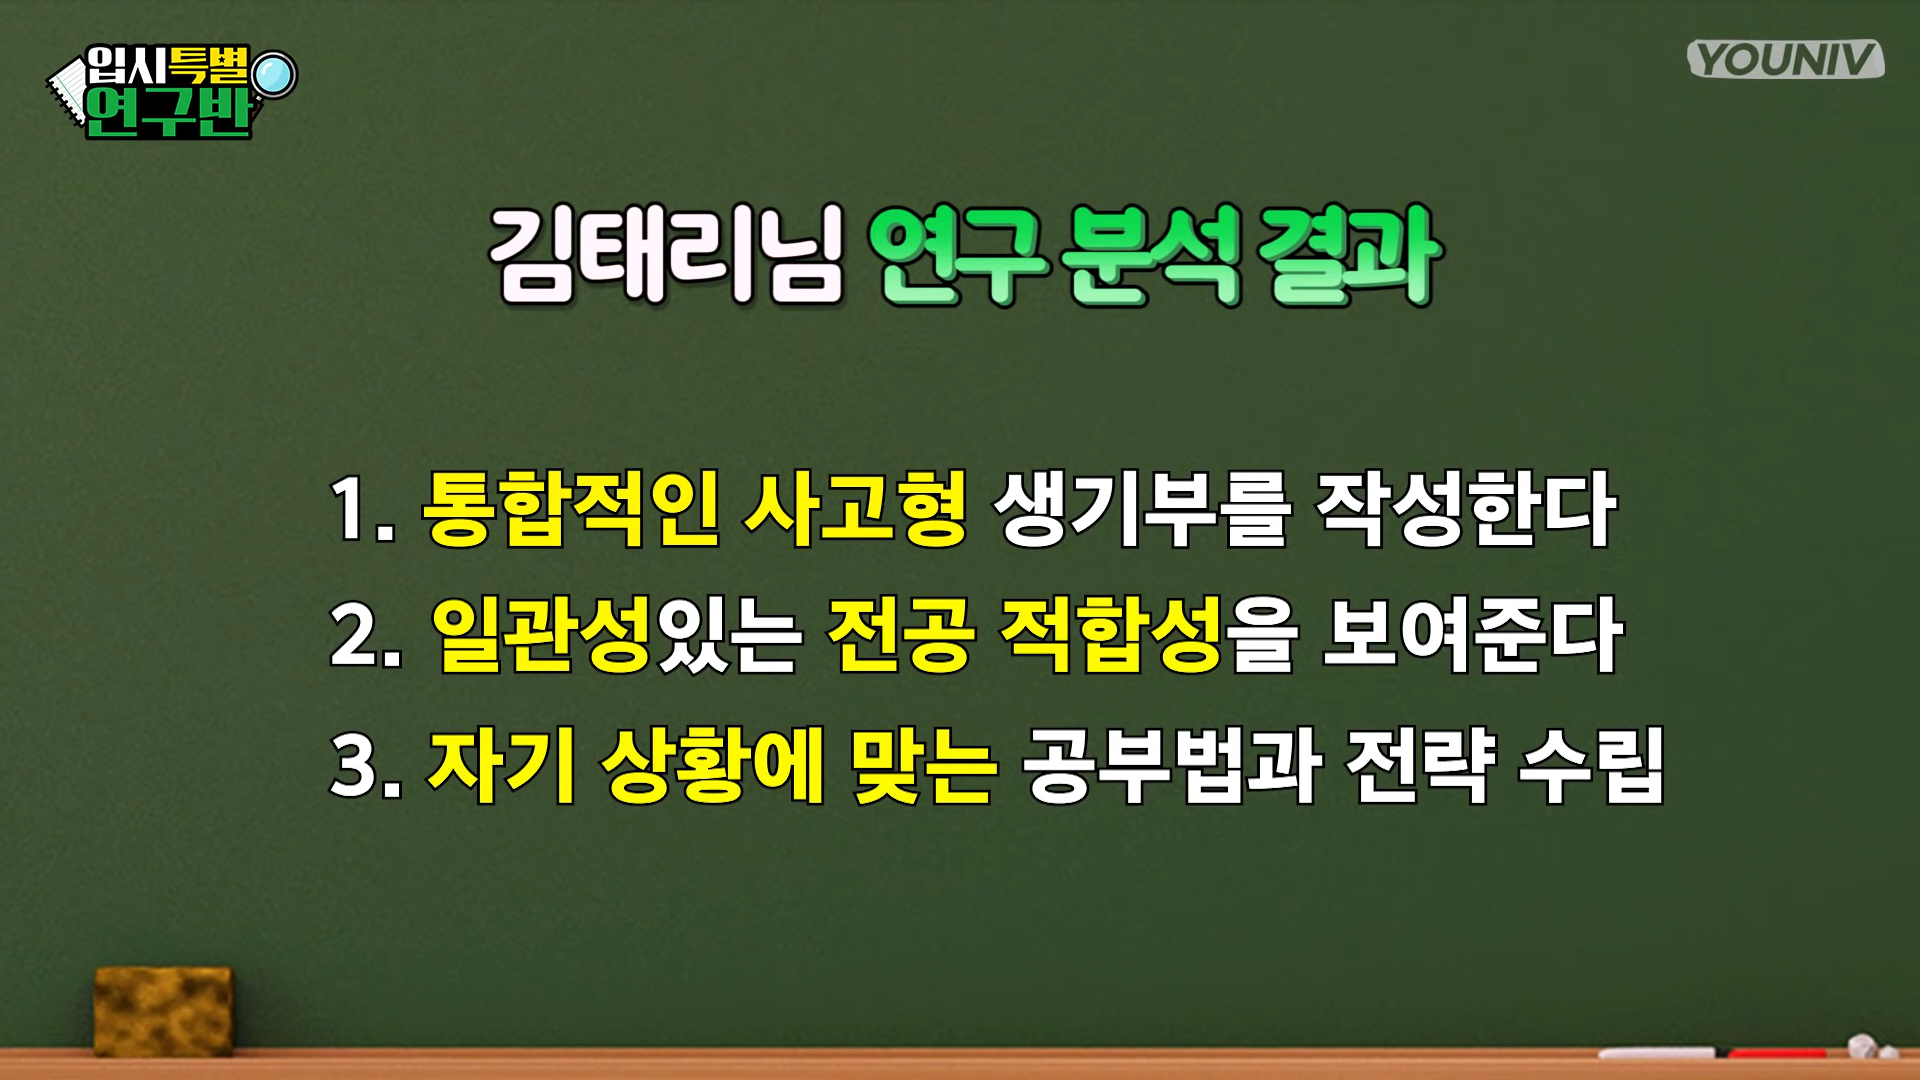 입시특별
연구반
YOUNIV
김태리님 연구 분석 결과
1. 통합적인 사고형 생기부를 작성한다
2. 일관성있는 전공 적합성을 보여준다
3. 자기 상황에 맞는 공부법과 전략 수립